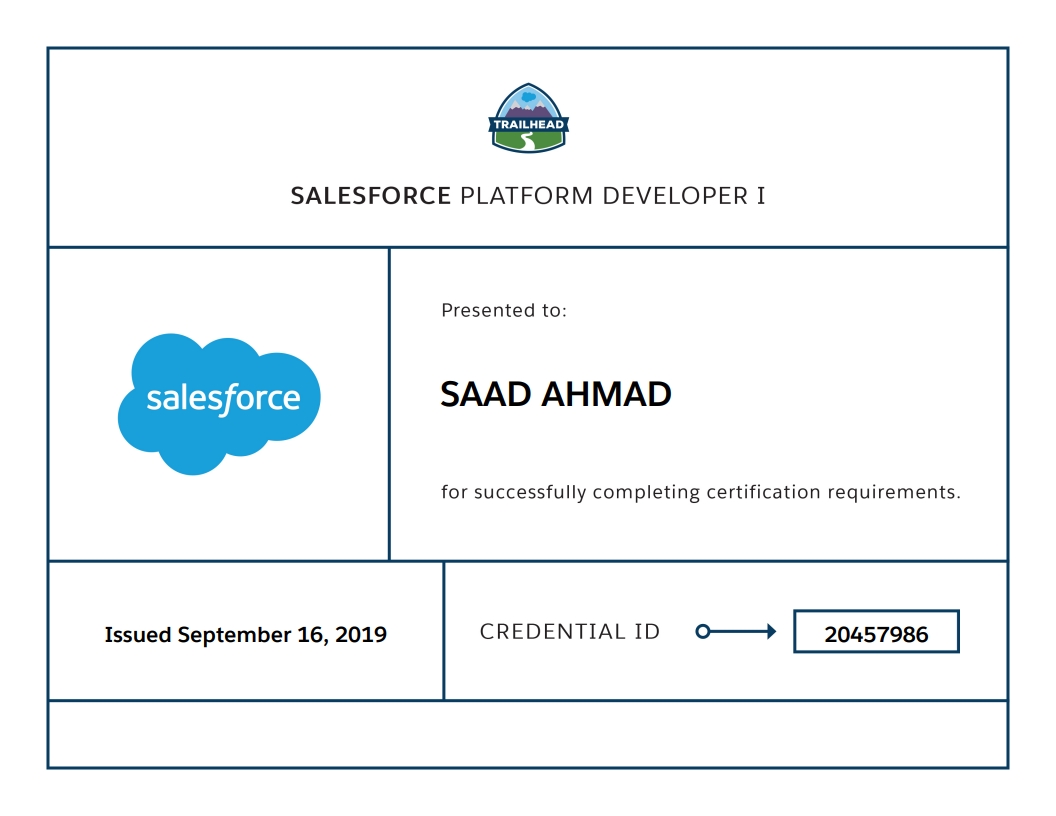 TRAILHEAD
SALESFORCE PLATFORM DEVELOPER I
salesforce
Presented to:
SAAD AHMAD
for successfully completing certification requirements.
Issued September 16, 2019
CREDENTIAL ID
20457986